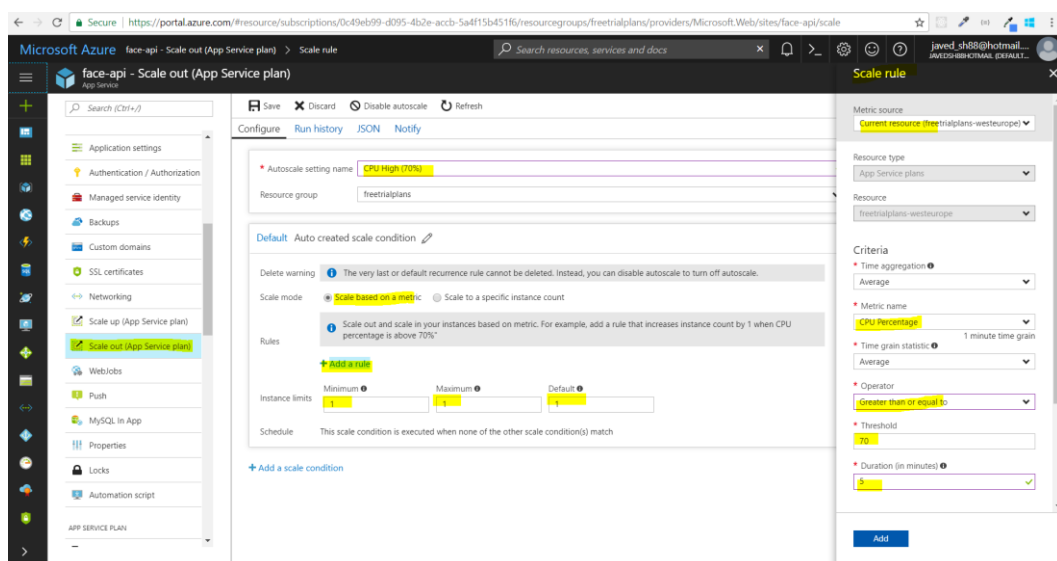 Secure | https://portal.azure.com/#resource/subscriptions/0c49eb99-d095-4b2e-accb-5a4f15b451f6/resourcegroups/freetrialplans/providers/Microsoft.Web/sites/face-api/scale
Microsoft Azure face-api - Scale out (App Service plan) > Scale rule
Search resources, services and docs
javed_sh88@hotmail....
JAVEDSH88HOTMAIL (DEFAULT...
face-api - Scale out (App Service plan)
App Service
Search (Ctrl+/)
Application settings
Authentication / Authorization
Managed service identity
Backups
Custom domains
SSL certificates
Networking
Scale up (App Service plan)
Scale out (App Service plan)
WebJobs
Push
MySQL In App
Properties
Locks
Automation script
APP SERVICE PLAN
Save Discard Disable autoscale Refresh
Configure Run history JSON Notify
* Autoscale setting name CPU High (70%)
Resource group freetrialplans
Default Auto created scale condition
Delete warning The very last or default recurrence rule cannot be deleted. Instead, you can disable autoscale to turn off autoscale.
Scale mode Scale based on a metric Scale to a specific instance count
Rules
Scale out and scale in your instances based on metric. For example, add a rule that increases instance count by 1 when CPU
percentage is above 70%"
+ Add a rule
Instance limits
Minimum Maximum Default
1 1 1
Schedule This scale condition is executed when none of the other scale condition(s) match
+ Add a scale condition
Scale rule
Metric source
Current resource (freetrialplans-westeurope)
Resource type
App Service plans
Resource
freetrialplans-westeurope
Criteria
* Time aggregation
Average
* Metric name
CPU Percentage
1 minute time grain
* Time grain statistic
Average
* Operator
Greater than or equal to
* Threshold
70
* Duration (in minutes)
5
Add